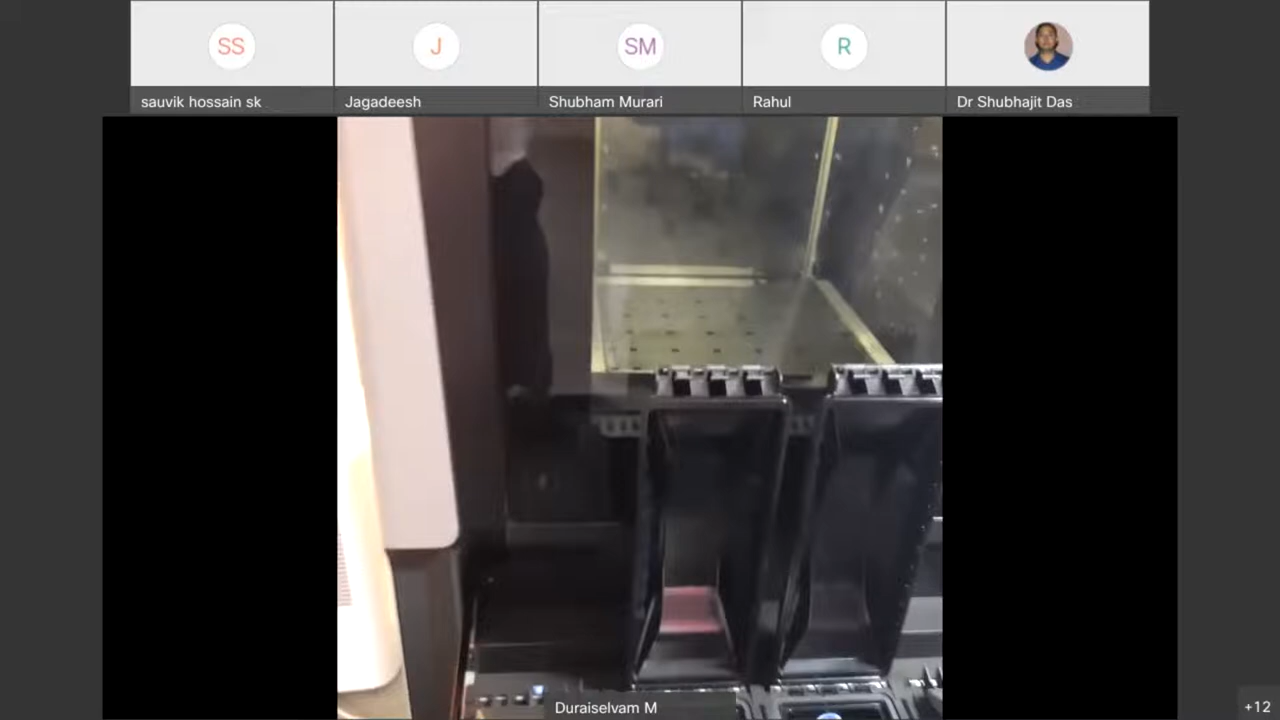 SS
J
SM
R
sauvik hossain sk
Jagadeesh
Shubham Murari
Rahul
Dr Shubhajit Das
Duraiselvam M
+12